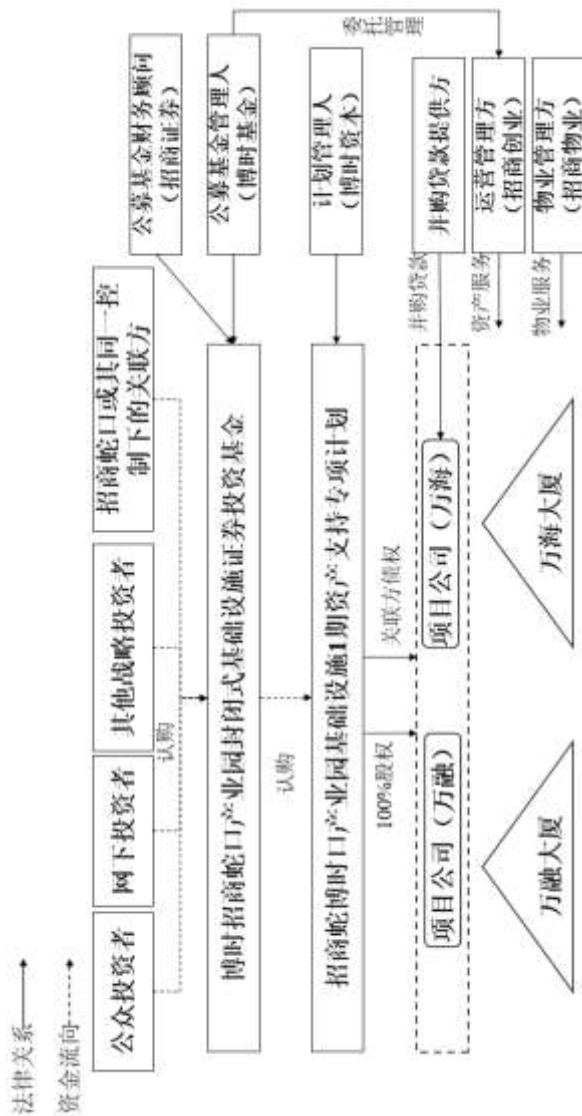 法律关系
资金流向
公众投资者
网下投资者
其他战略投资者
招商蛇口或其同一控
制下的关联方
认购
公募基金财务顾问
（招商证券）
博时招商蛇口产业园封闭式基础设施证券投资基金
公募基金管理人
（博时基金）
认购
委托管理
招商蛇博时口产业园基础设施1期资产支持专项计划
计划管理人
（博时资本）
100%股权
关联方债权
并购贷款
并购贷款提供方
项目公司（万融）
项目公司（万海）
资产服务
运营管理方
（招商创业）
万融大厦
万海大厦
物业服务
物业管理方
（招商物业）